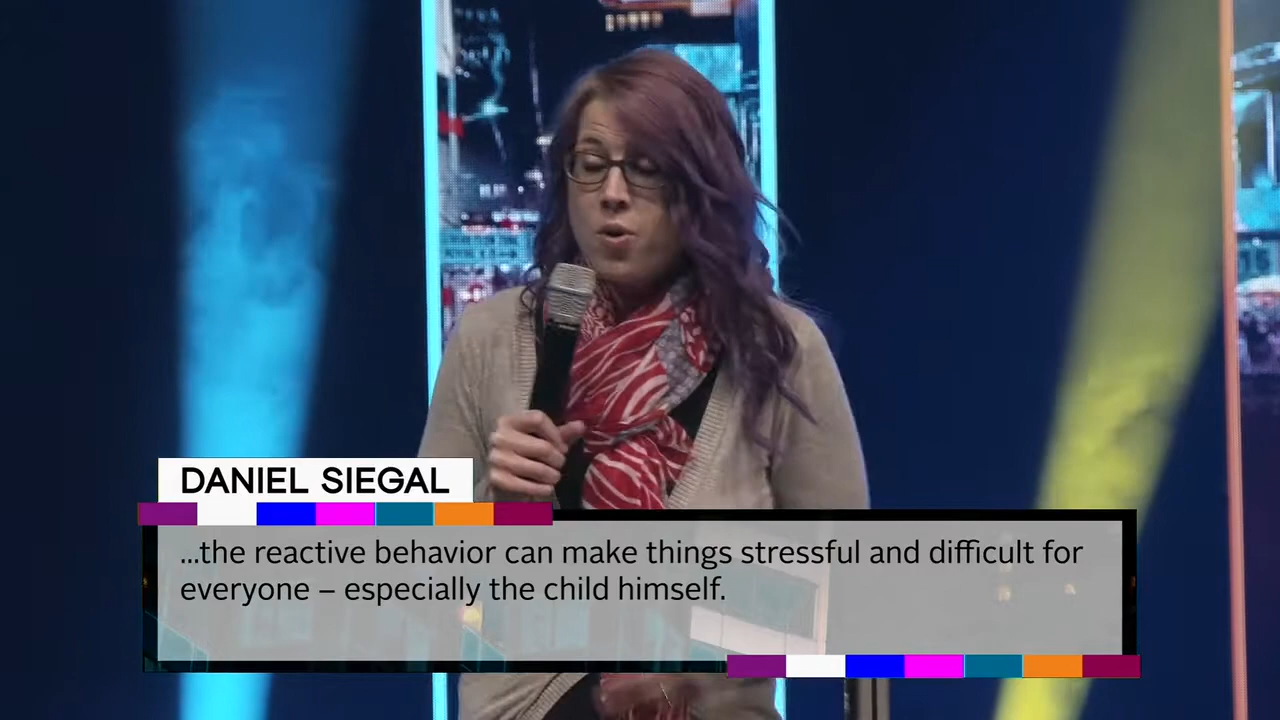 DANIEL SIEGAL
...the reactive behavior can make things stressful and difficult for
everyone – especially the child himself.